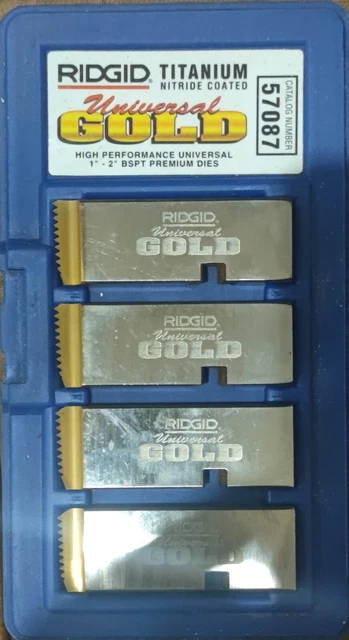 RIDGID® TITANIUM
NITRIDE COATED
Universal
GOLD
HIGH PERFORMANCE UNIVERSAL
1" - 2" BSPT PREMIUM DIES
CATALOG NUMBER
57087
RIDGID
Universal
GOLD
RIDGID
Universal
GOLD
RIDGID
Universal
GOLD
GOLD